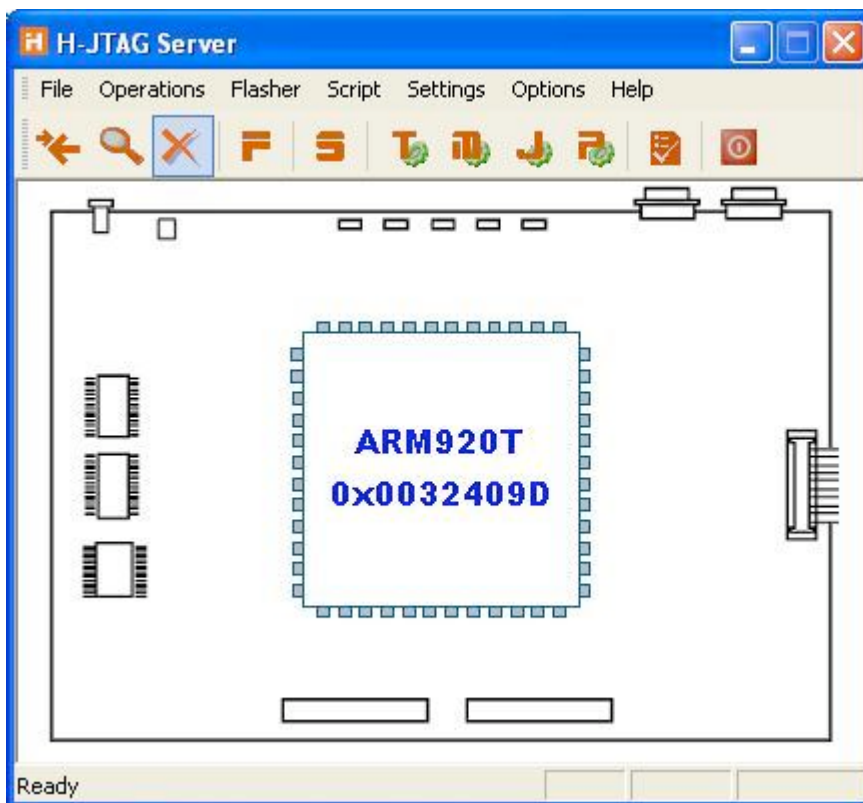 H-JTAG Server
File Operations Flasher Script Settings Options Help
ARM920T
0x0032409D
Ready